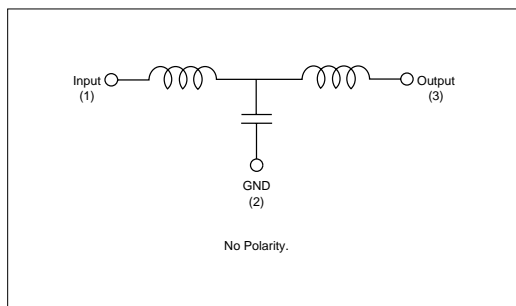 Input
(1)
Output
(3)
GND
(2)
No Polarity.